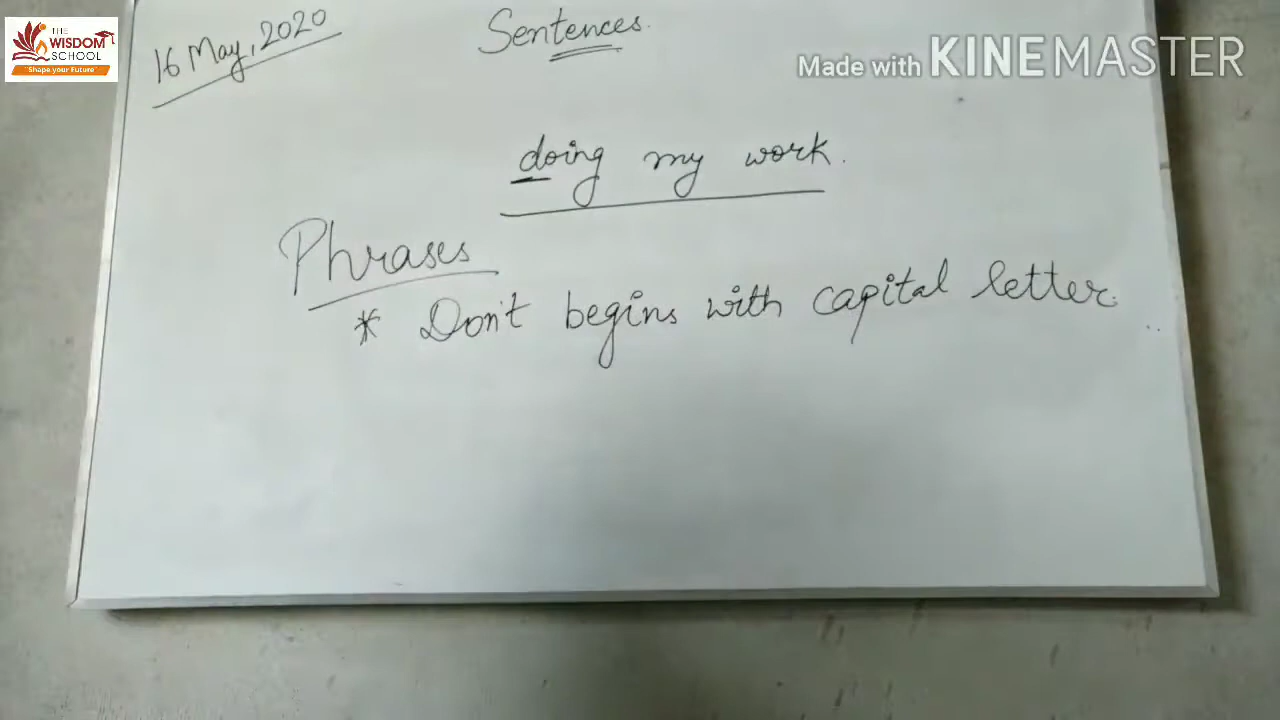 THE
WISDOM
SCHOOL
"Shape your Future"
16 May, 2020
Sentences.
Made with KINEMASTER
doing my work.
Phrases
* Don't begins with capital letter.